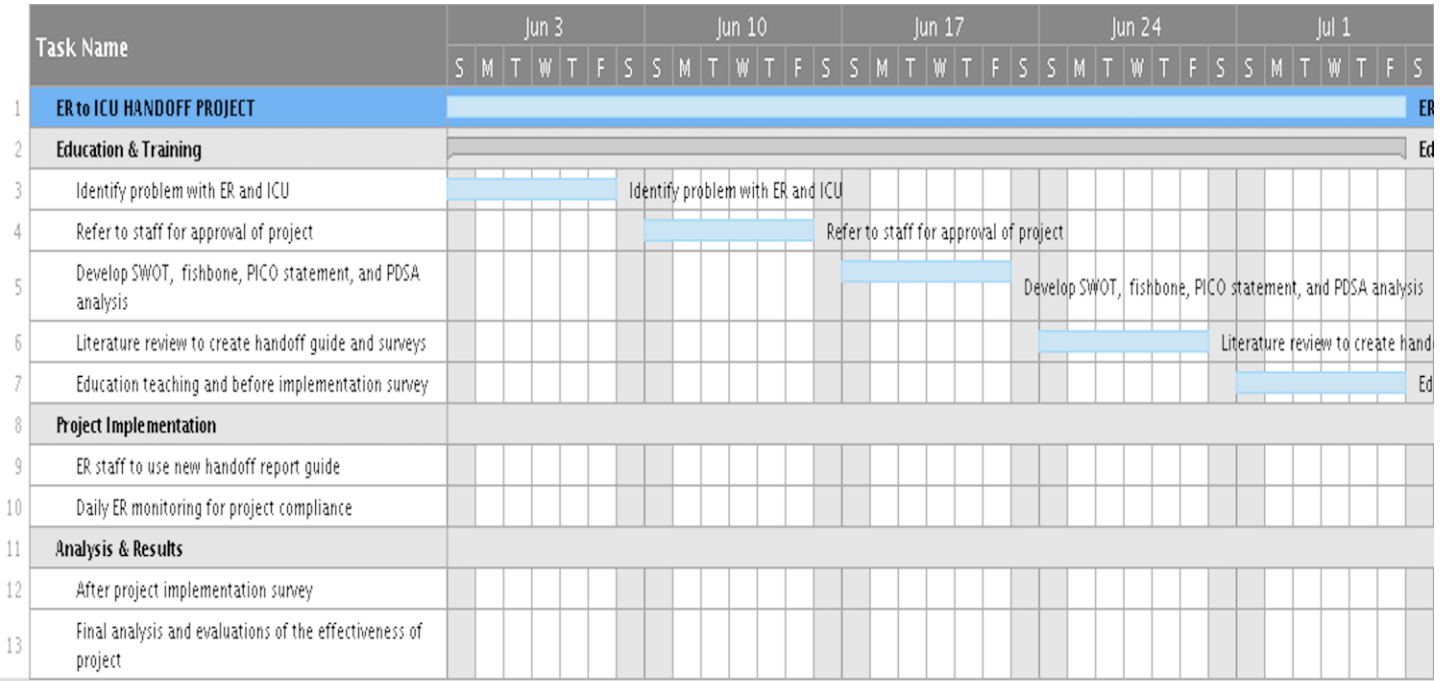 Task Name
Jun 3 Jun 10 Jun 17 Jun 24 Jul 1
S M T W T F S S M T W T F S S M T W T F S S M T W T F S S M T W T F S
1 ER to ICU HANDOFF PROJECT ER
2 Education & Training Ed
3 Identify problem with ER and ICU Identify problem with ER and ICU
4 Refer to staff for approval of project Refer to staff for approval of project
5 Develop SWOT, fishbone, PICO statement, and PDSA
analysis
Develop SWOT, fishbone, PICO statement, and PDSA analysis
6 Literature review to create handoff guide and surveys Literature review to create hand
7 Education teaching and before implementation survey Ed
8 Project Implementation
9 ER staff to use new handoff report guide
10 Daily ER monitoring for project compliance
11 Analysis & Results
12 After project implementation survey
13 Final analysis and evaluations of the effectiveness of
project